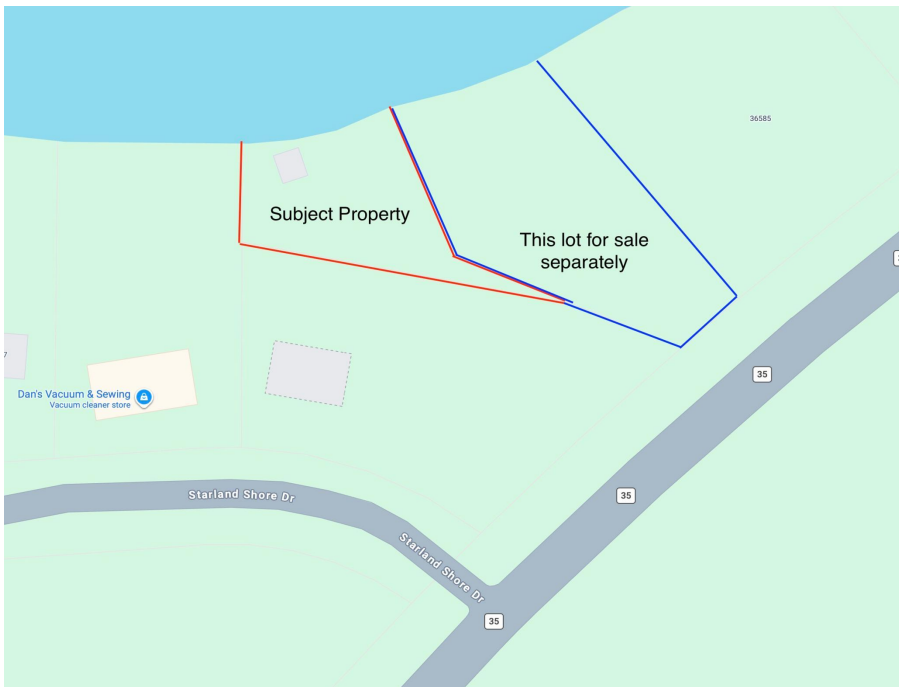 36585
Subject Property
This lot for sale
separately
35
7
Dan's Vacuum & Sewing
Vacuum cleaner store
35
Starland Shore Dr
Starland Shore Dr
35